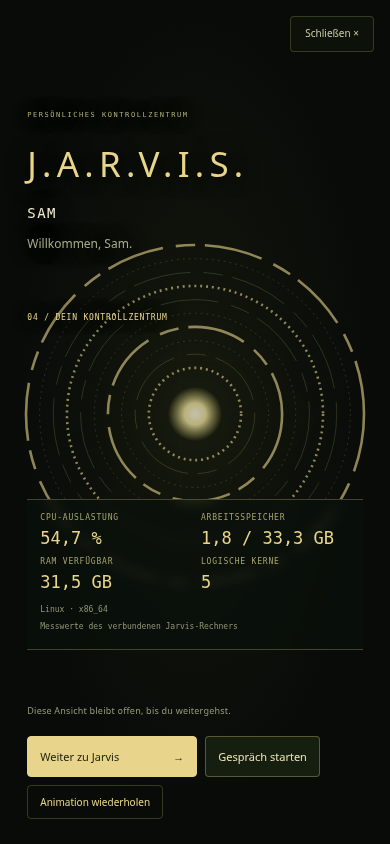 Schließen ×
PERSÖNLICHES KONTROLLZENTRUM
J.A.R.V.I.S.
SAM
Willkommen, Sam.
04 / DEIN KONTROLLZENTRUM
CPU-AUSLASTUNG ARBEITSSPEICHER
54,7 % 1,8 / 33,3 GB
RAM VERFÜGBAR LOGISCHE KERNE
31,5 GB 5
Linux · x86_64
Messwerte des verbundenen Jarvis-Rechners
Diese Ansicht bleibt offen, bis du weitergehst.
Weiter zu Jarvis → Gespräch starten
Animation wiederholen